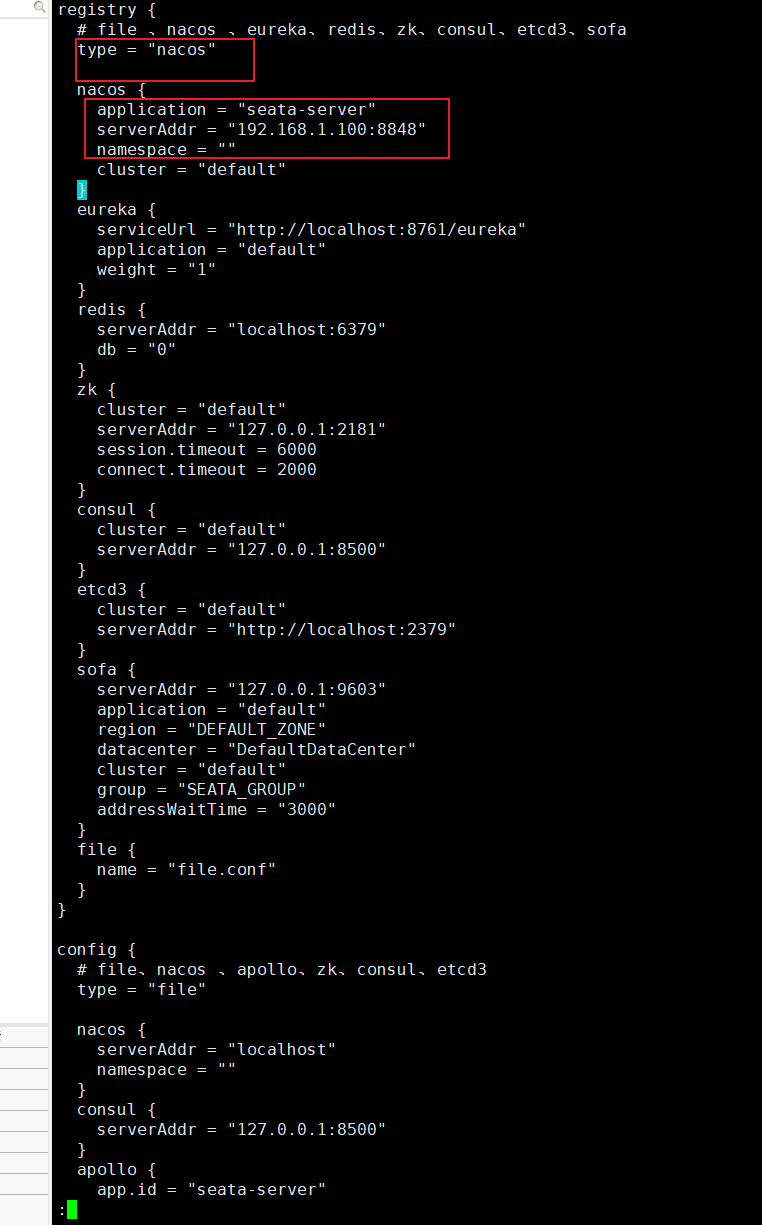 registry {
  # file 、nacos 、eureka、redis、zk、consul、etcd3、sofa
  type = "nacos"

  nacos {
    application = "seata-server"
    serverAddr = "192.168.1.100:8848"
    namespace = ""
    cluster = "default"
  }
  eureka {
    serviceUrl = "http://localhost:8761/eureka"
    application = "default"
    weight = "1"
  }
  redis {
    serverAddr = "localhost:6379"
    db = "0"
  }
  zk {
    cluster = "default"
    serverAddr = "127.0.0.1:2181"
    session.timeout = 6000
    connect.timeout = 2000
  }
  consul {
    cluster = "default"
    serverAddr = "127.0.0.1:8500"
  }
  etcd3 {
    cluster = "default"
    serverAddr = "http://localhost:2379"
  }
  sofa {
    serverAddr = "127.0.0.1:9603"
    application = "default"
    region = "DEFAULT_ZONE"
    datacenter = "DefaultDataCenter"
    cluster = "default"
    group = "SEATA_GROUP"
    addressWaitTime = "3000"
  }
  file {
    name = "file.conf"
  }
}

config {
  # file、nacos 、apollo、zk、consul、etcd3
  type = "file"

  nacos {
    serverAddr = "localhost"
    namespace = ""
  }
  consul {
    serverAddr = "127.0.0.1:8500"
  }
  apollo {
    app.id = "seata-server"
: